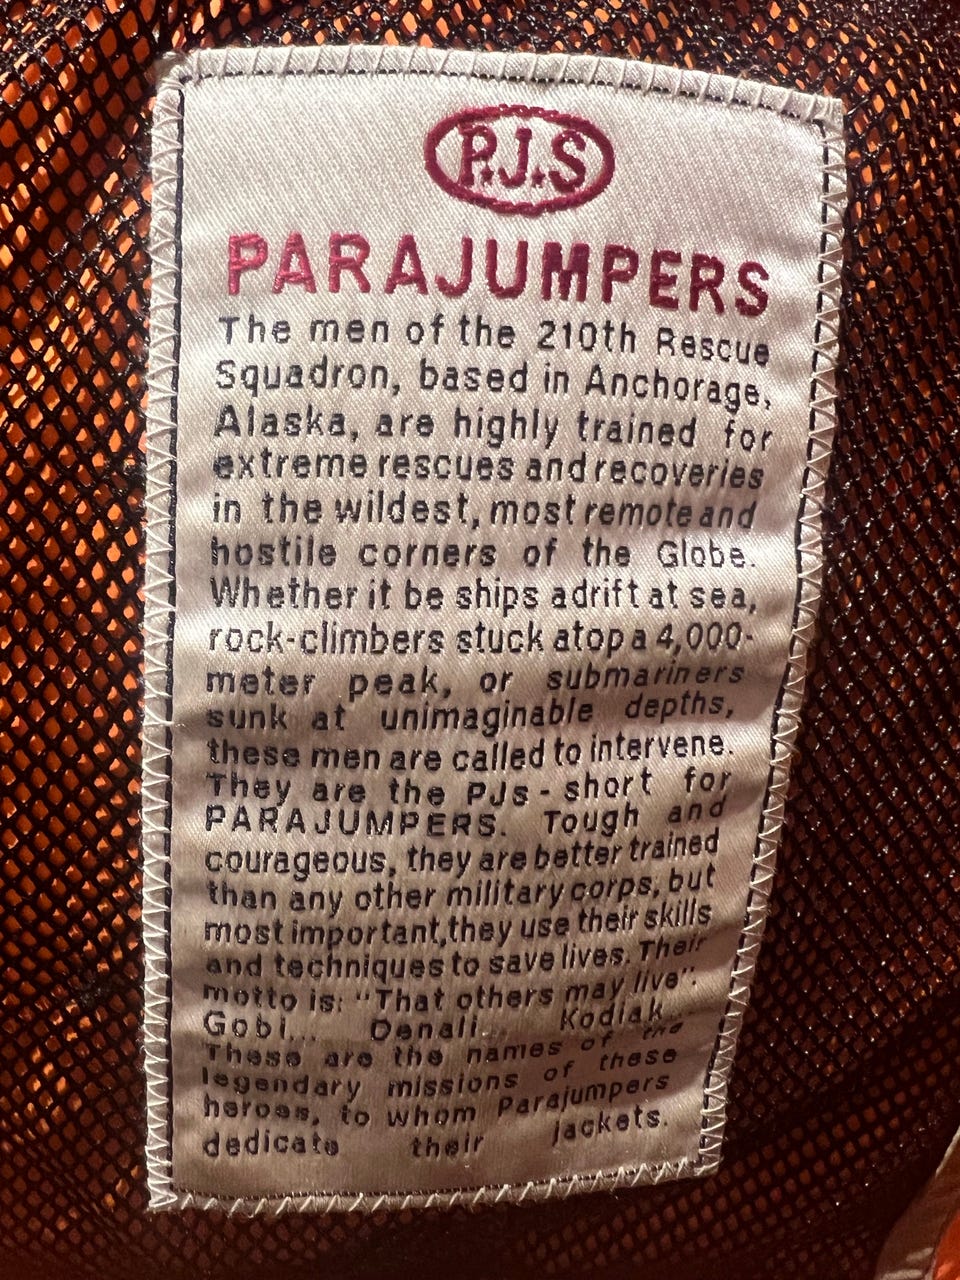 P.J.S
PARAJUMPERS
The men of the 210th Rescue
Squadron, based in Anchorage,
Alaska, are highly trained for
extreme rescues and recoveries
in the wildest, most remote and
hostile corners of the Globe.
Whether it be ships adrift at sea,
rock-climbers stuck atop a 4,000-
meter peak, or submariners
sunk at unimaginable depths,
these men are called to intervene.
They are the PJs - short for
PARAJUMPERS. Tough and
courageous, they are better trained
than any other military corps, but
most important, they use their skills
and techniques to save lives. Their
motto is: "That others may live".
Gobi... Denali... Kodiak...
These are the names of the
legendary missions of these
heroes, to whom Parajumpers
dedicate their jackets.